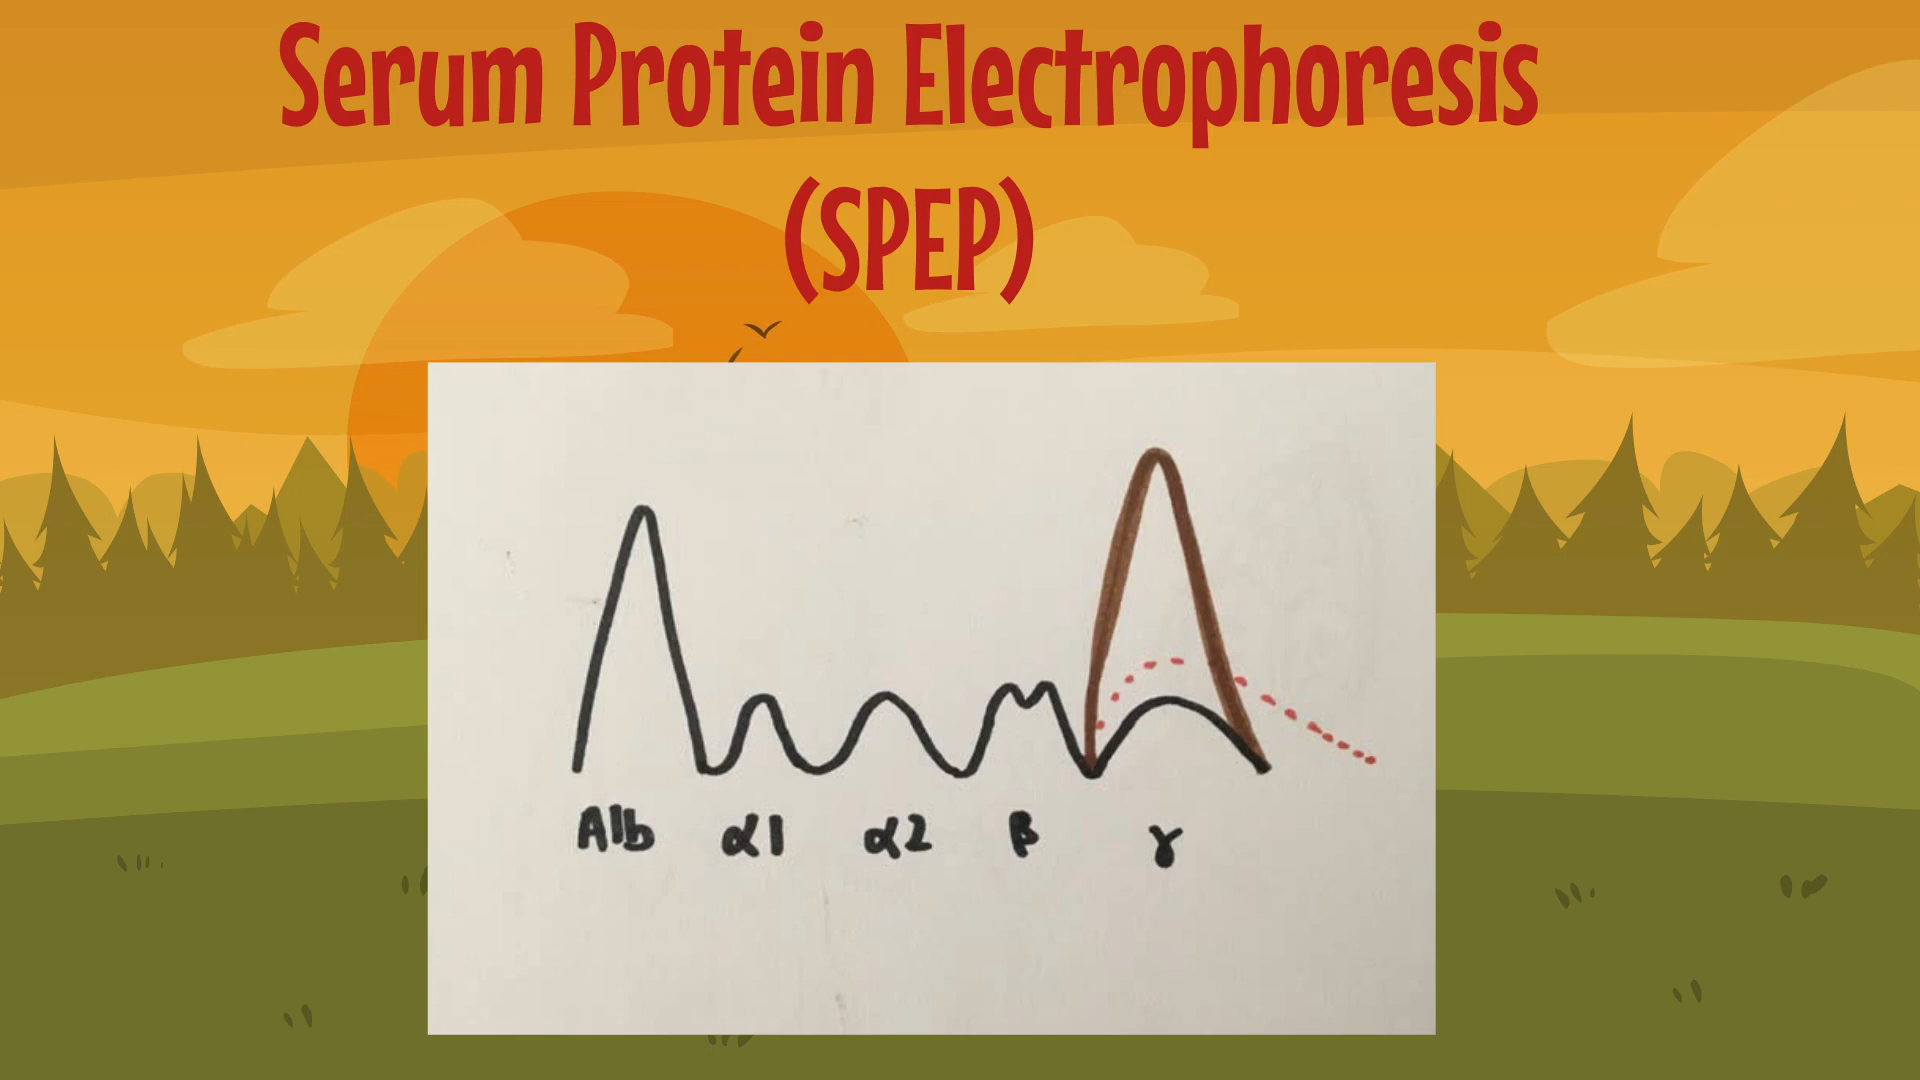 Serum Protein Electrophoresis
(SPEP)
Alb α1 α2 β γ